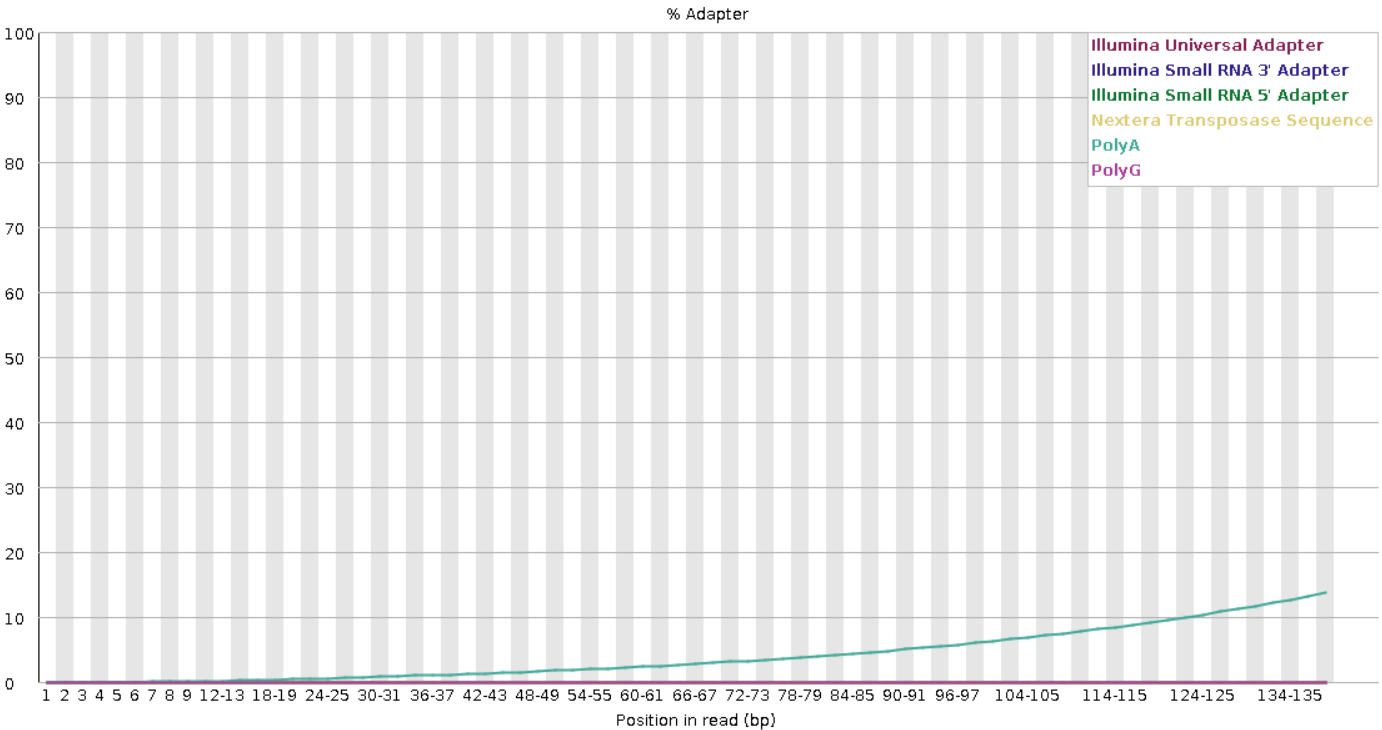 % Adapter
100
90
80
70
60
50
40
30
20
10
0
Illumina Universal Adapter
Illumina Small RNA 3' Adapter
Illumina Small RNA 5' Adapter
Nextera Transposase Sequence
PolyA
PolyG
1 2 3 4 5 6 7 8 9 12-13 18-19 24-25 30-31 36-37 42-43 48-49 54-55 60-61 66-67 72-73 78-79 84-85 90-91 96-97 104-105 114-115 124-125 134-135
Position in read (bp)